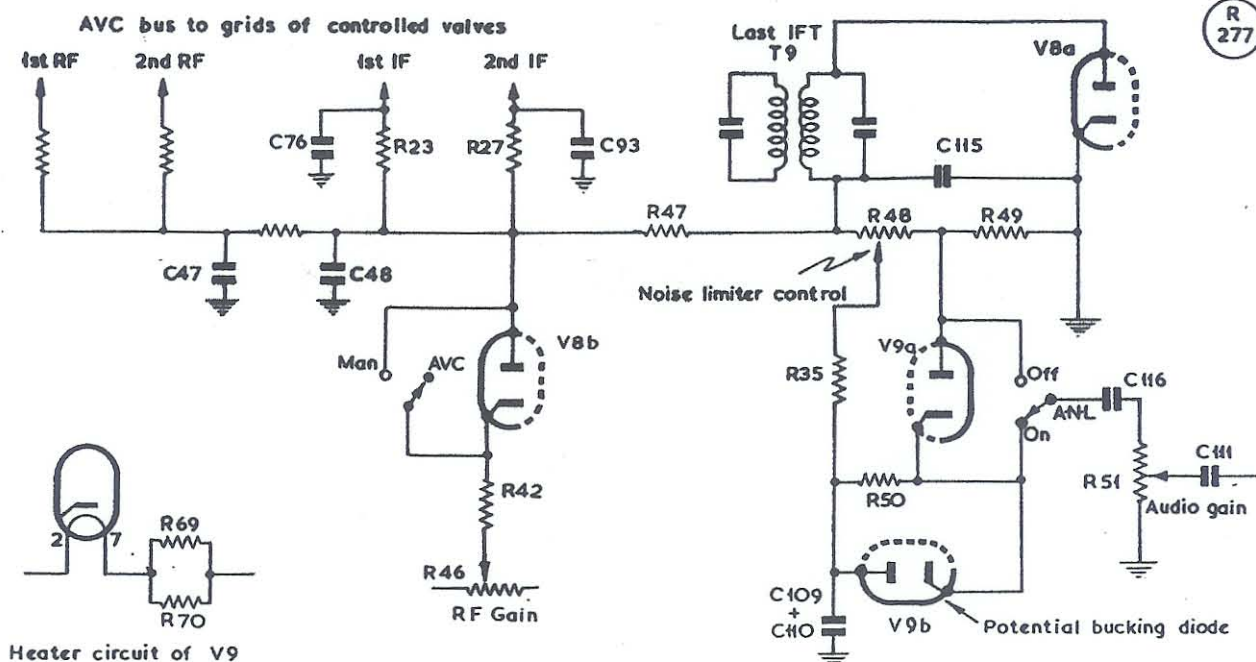 AVC bus to grids of controlled valves
R
277
1st RF
2nd RF
1st IF
2nd IF
Last IFT
T9
V8a
C76
R23
R27
C93
C115
R47
R48
R49
C47
C48
Noise limiter control
Man
AVC
V8b
R35
V9a
Off
C116
A·N·L
On
R42
R50
R51
C111
Audio gain
2
7
R69
R70
R46
RF Gain
C109
+
C110
V9b
Potential bucking diode
Heater circuit of V9